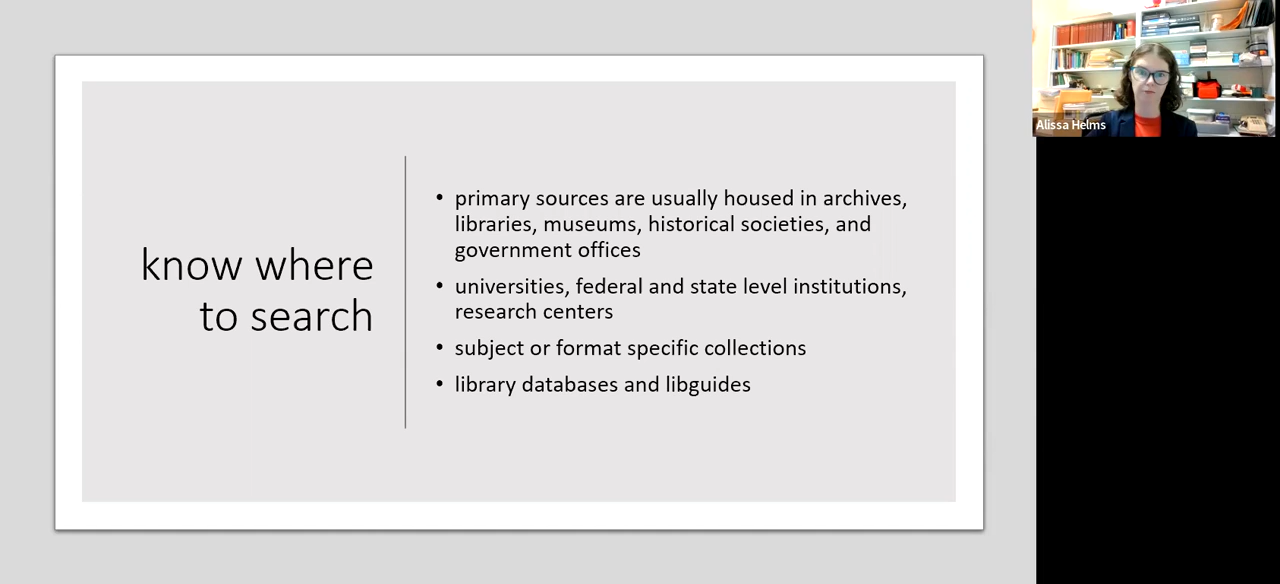 know where
to search
• primary sources are usually housed in archives,
libraries, museums, historical societies, and
government offices
• universities, federal and state level institutions,
research centers
• subject or format specific collections
• library databases and libguides
Alissa Helms